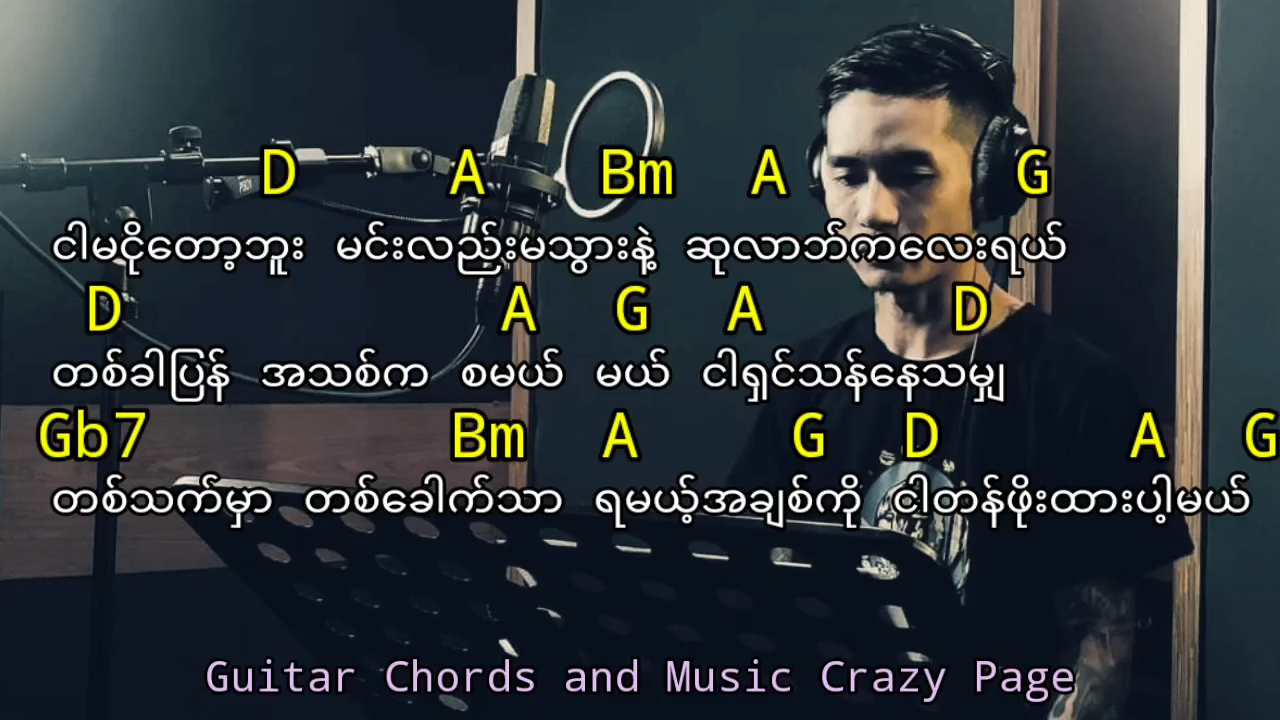 D A Bm A G
ငါမငိုတော့ဘူး မင်းလည်းမသွားနဲ့ ဆုလာဘ်ကလေးရယ်
D A G A D
တစ်ခါပြန် အသစ်က စမယ် မယ် ငါရှင်သန်နေသမျှ
Gb7 Bm A G D A G
တစ်သက်မှာ တစ်ခေါက်သာ ရမယ့်အချစ်ကို ငါတန်ဖိုးထားပါ့မယ်
Guitar Chords and Music Crazy Page